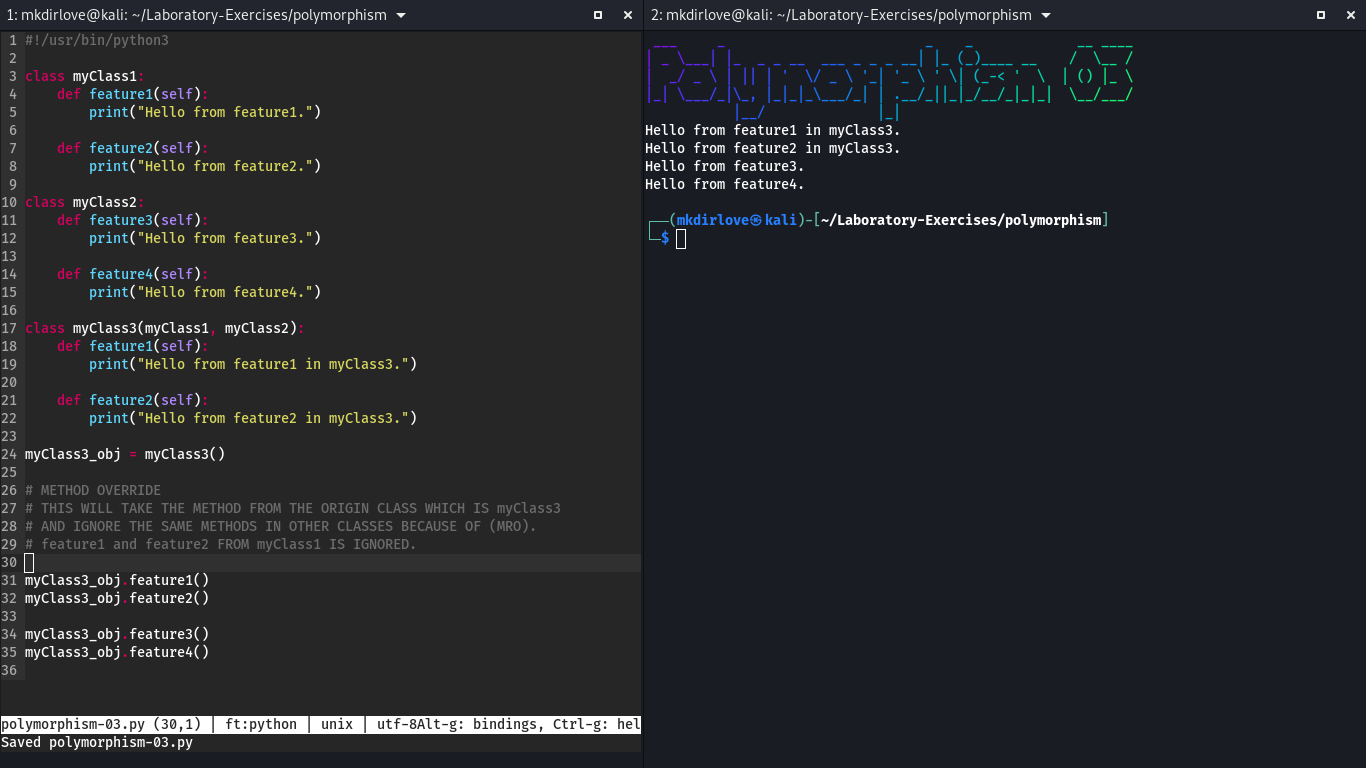 1: mkdirlove@kali: ~/Laboratory-Exercises/polymorphism
1 #!/usr/bin/python3
2
3 class myClass1:
4     def feature1(self):
5         print("Hello from feature1.")
6
7     def feature2(self):
8         print("Hello from feature2.")
9
10 class myClass2:
11     def feature3(self):
12         print("Hello from feature3.")
13
14     def feature4(self):
15         print("Hello from feature4.")
16
17 class myClass3(myClass1, myClass2):
18     def feature1(self):
19         print("Hello from feature1 in myClass3.")
20
21     def feature2(self):
22         print("Hello from feature2 in myClass3.")
23
24 myClass3_obj = myClass3()
25
26 # METHOD OVERRIDE
27 # THIS WILL TAKE THE METHOD FROM THE ORIGIN CLASS WHICH IS myClass3
28 # AND IGNORE THE SAME METHODS IN OTHER CLASSES BECAUSE OF (MRO).
29 # feature1 and feature2 FROM myClass1 IS IGNORED.
30
31 myClass3_obj.feature1()
32 myClass3_obj.feature2()
33
34 myClass3_obj.feature3()
35 myClass3_obj.feature4()
36
polymorphism-03.py (30,1) | ft:python | unix | utf-8Alt-g: bindings, Ctrl-g: hel
Saved polymorphism-03.py
2: mkdirlove@kali: ~/Laboratory-Exercises/polymorphism
Polymorphism 03
Hello from feature1 in myClass3.
Hello from feature2 in myClass3.
Hello from feature3.
Hello from feature4.
┌──(mkdirlove㉿kali)-[~/Laboratory-Exercises/polymorphism]
└─$